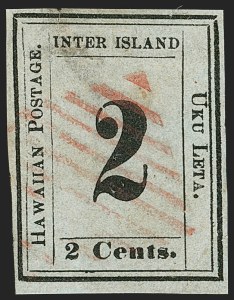 INTER ISLAND
HAWAIIAN POSTAGE.
2
UKU LETA.
2 Cents.